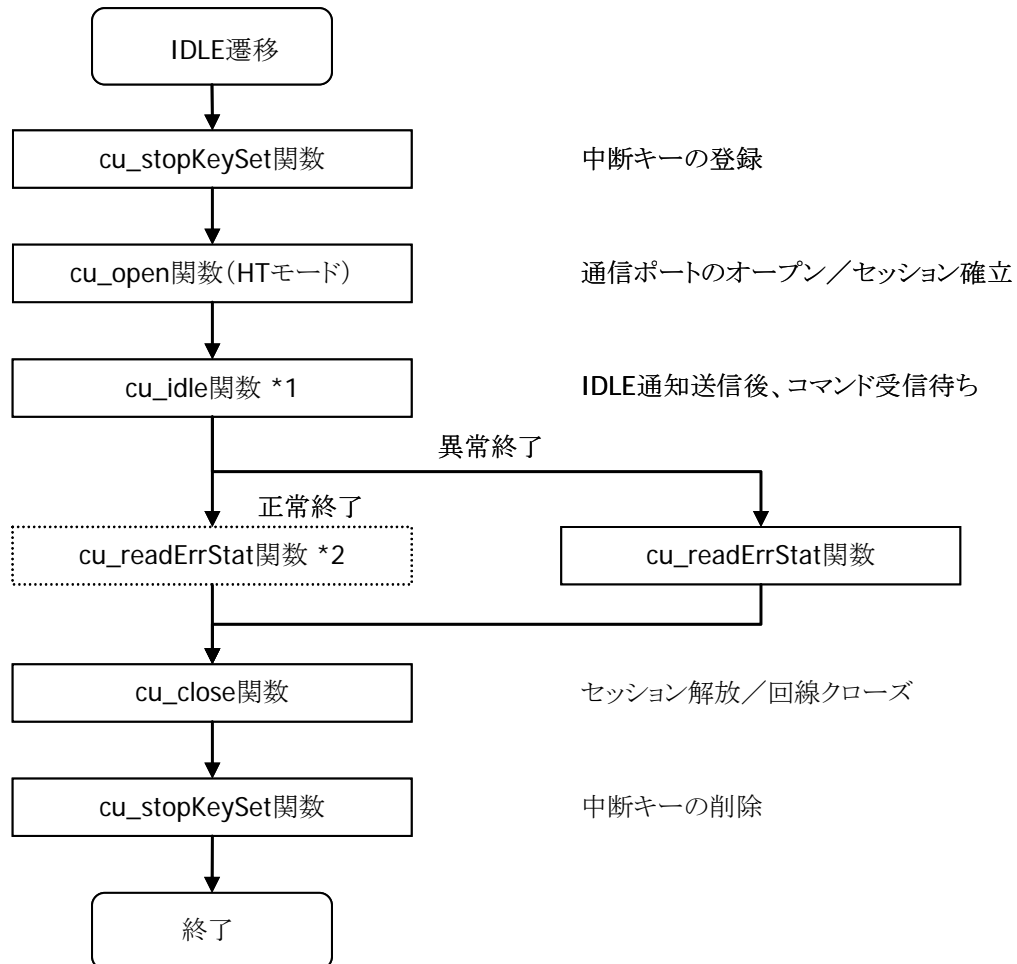 IDLE遷移
cu_stopKeySet関数
中断キーの登録
cu_open関数(HTモード)
通信ポートのオープン/セッション確立
cu_idle関数 *1
IDLE通知送信後、コマンド受信待ち
異常終了
正常終了
cu_readErrStat関数 *2
cu_readErrStat関数
cu_close関数
セッション解放/回線クローズ
cu_stopKeySet関数
中断キーの削除
終了